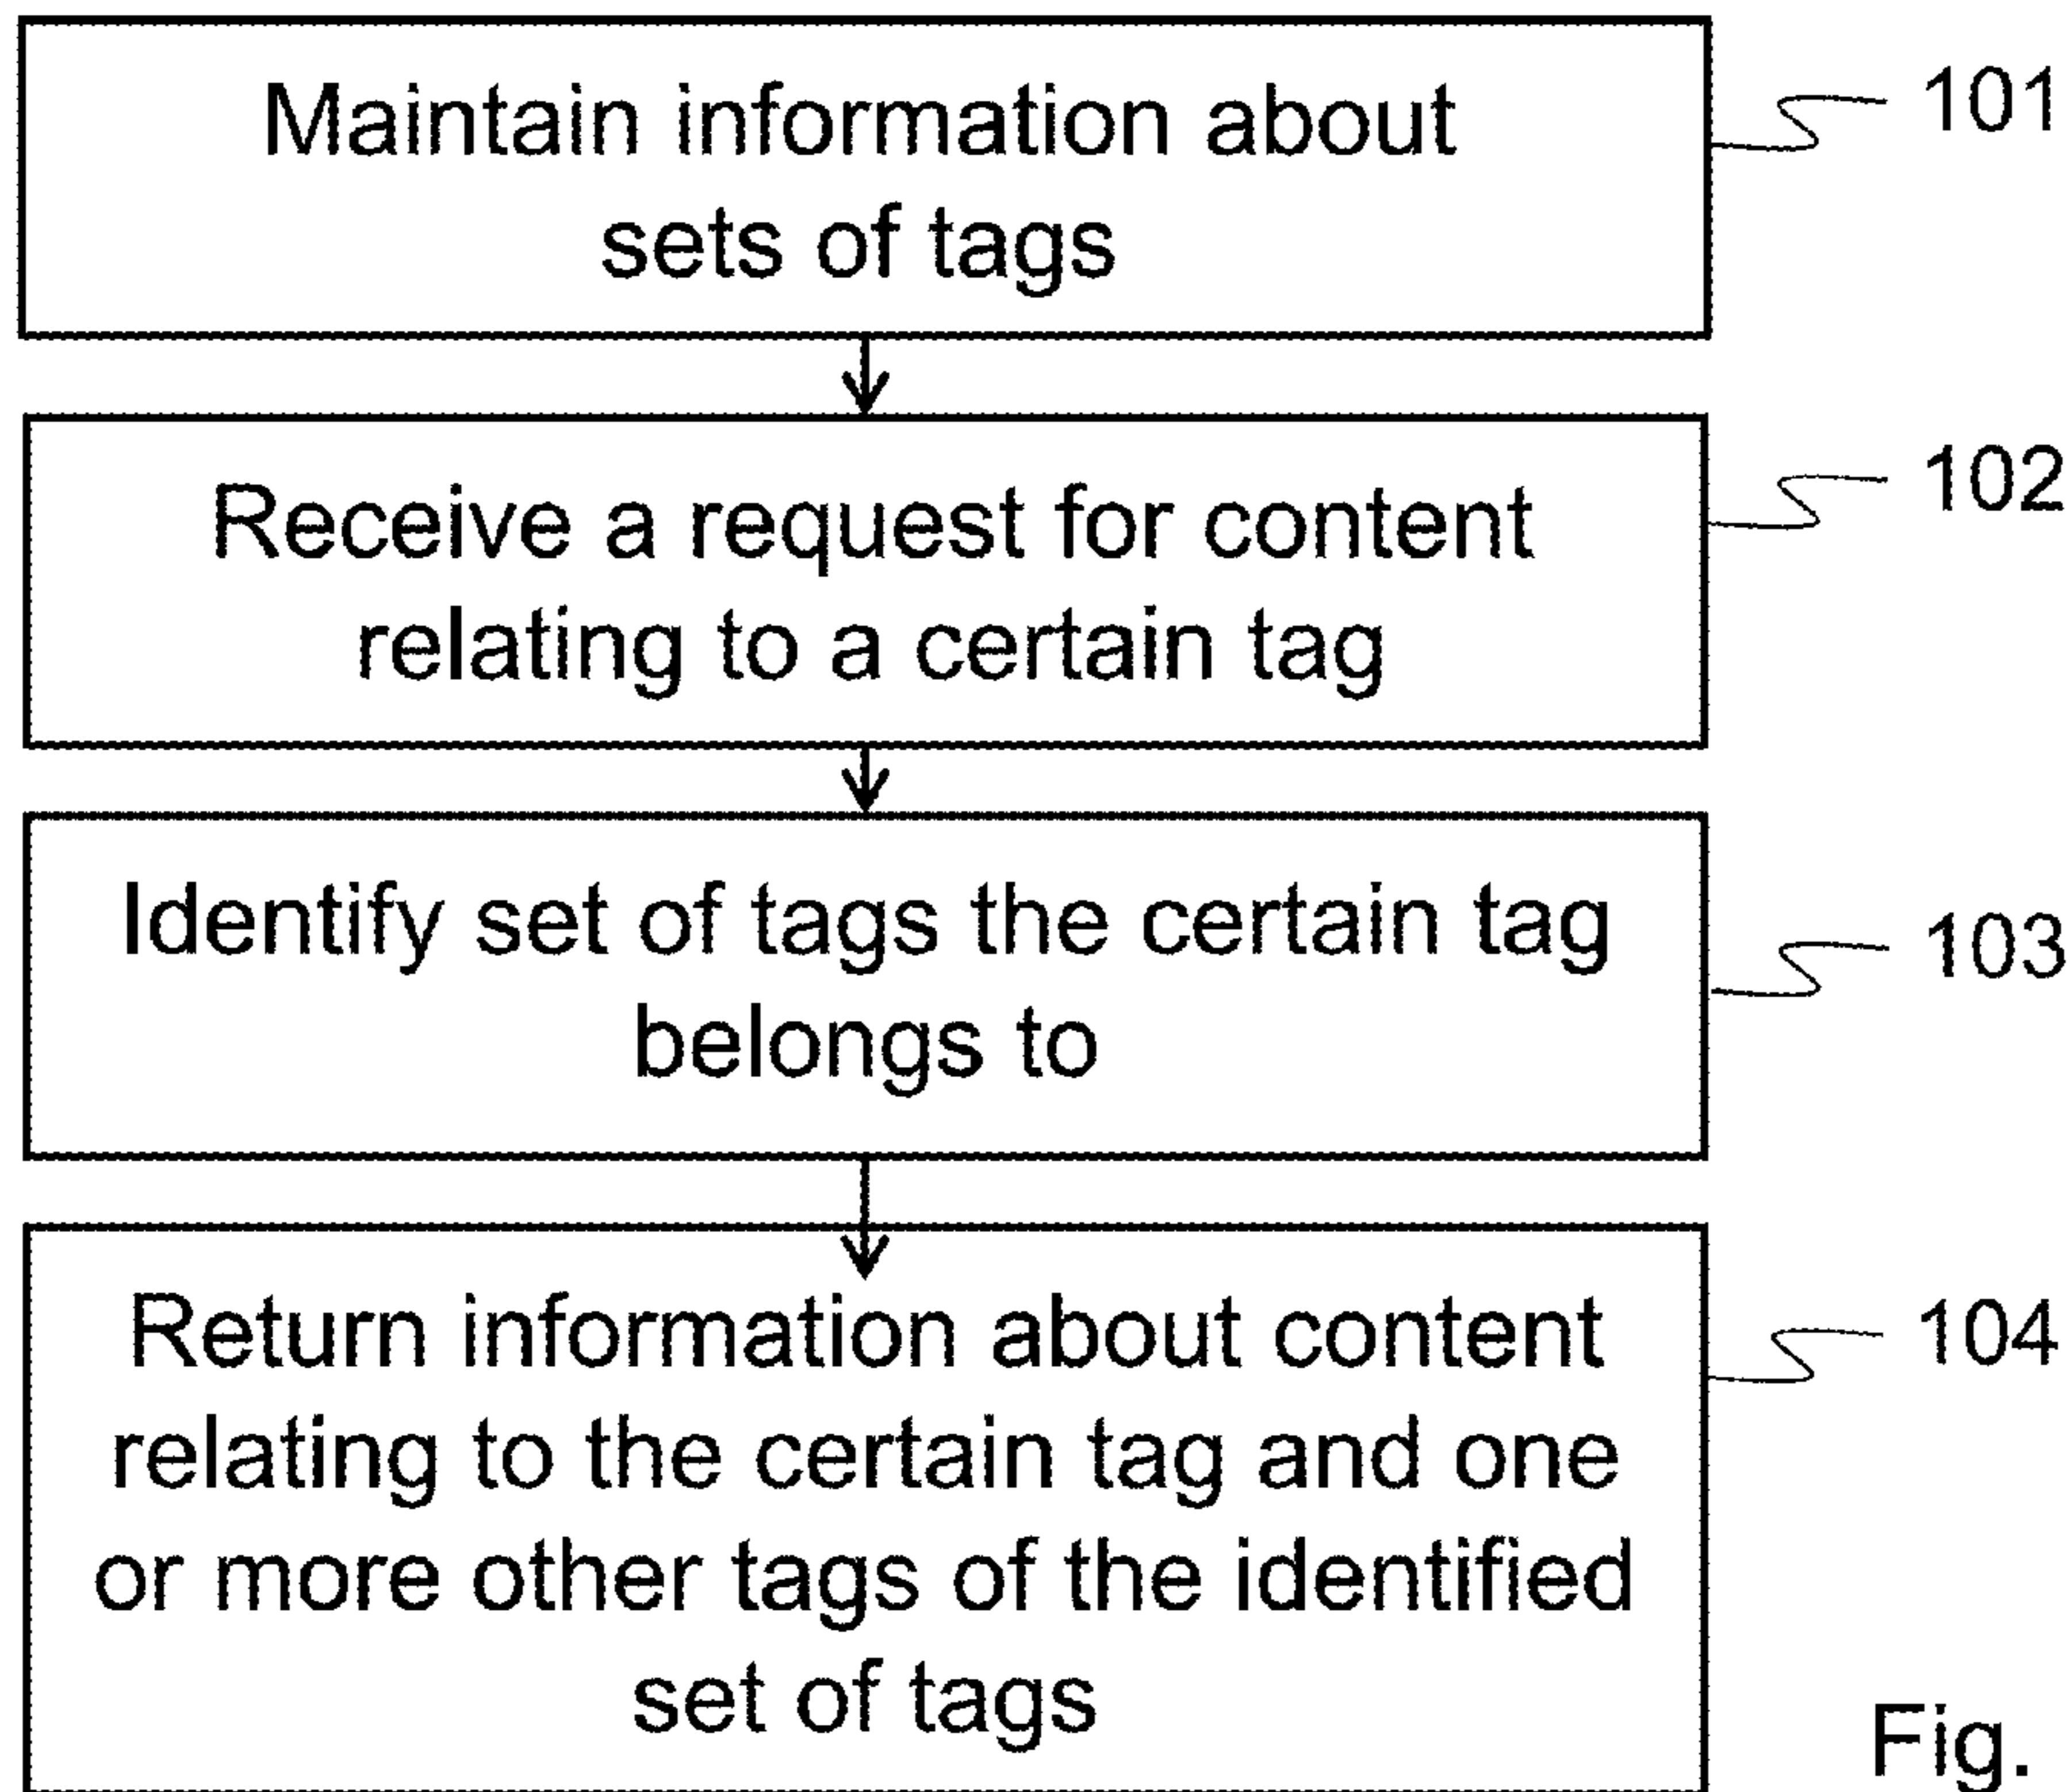 Maintain information about
sets of tags
101
Receive a request for content
relating to a certain tag
102
Identify set of tags the certain tag
belongs to
103
Return information about content
relating to the certain tag and one
or more other tags of the identified
set of tags
104
Fig.